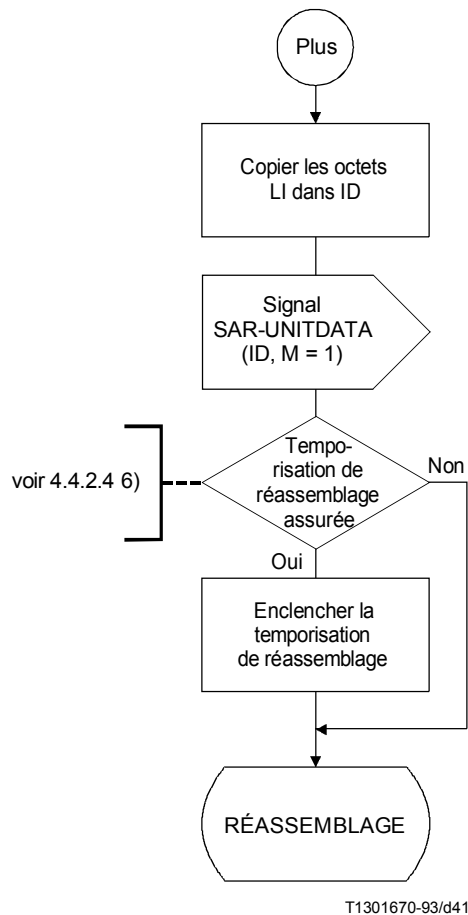 Plus
Copier les octets
LI dans ID
Signal
SAR-UNITDATA
(ID, M = 1)
voir 4.4.2.4 6)
Tempo-
risation de
réassemblage
assurée
Non
Oui
Enclencher la
temporisation
de réassemblage
RÉASSEMBLAGE
T1301670-93/d41